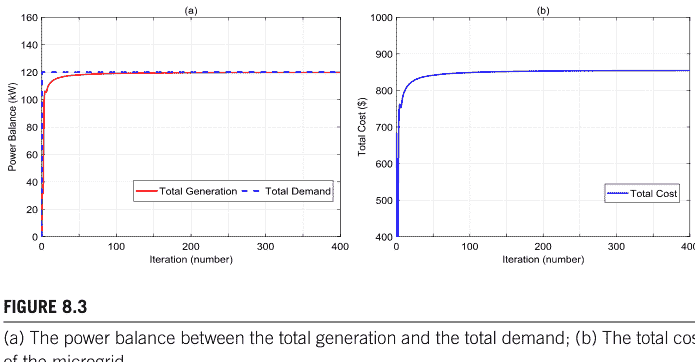 (a)
160
140
120
100
80
60
40
20
0
Power Balance (kW)
Total Generation
Total Demand
0
100
200
300
400
Iteration (number)
(b)
1000
900
800
700
600
500
400
Total Cost ($)
Total Cost
0
100
200
300
400
Iteration (number)
FIGURE 8.3
(a) The power balance between the total generation and the total demand; (b) The total cos
of the microgrid